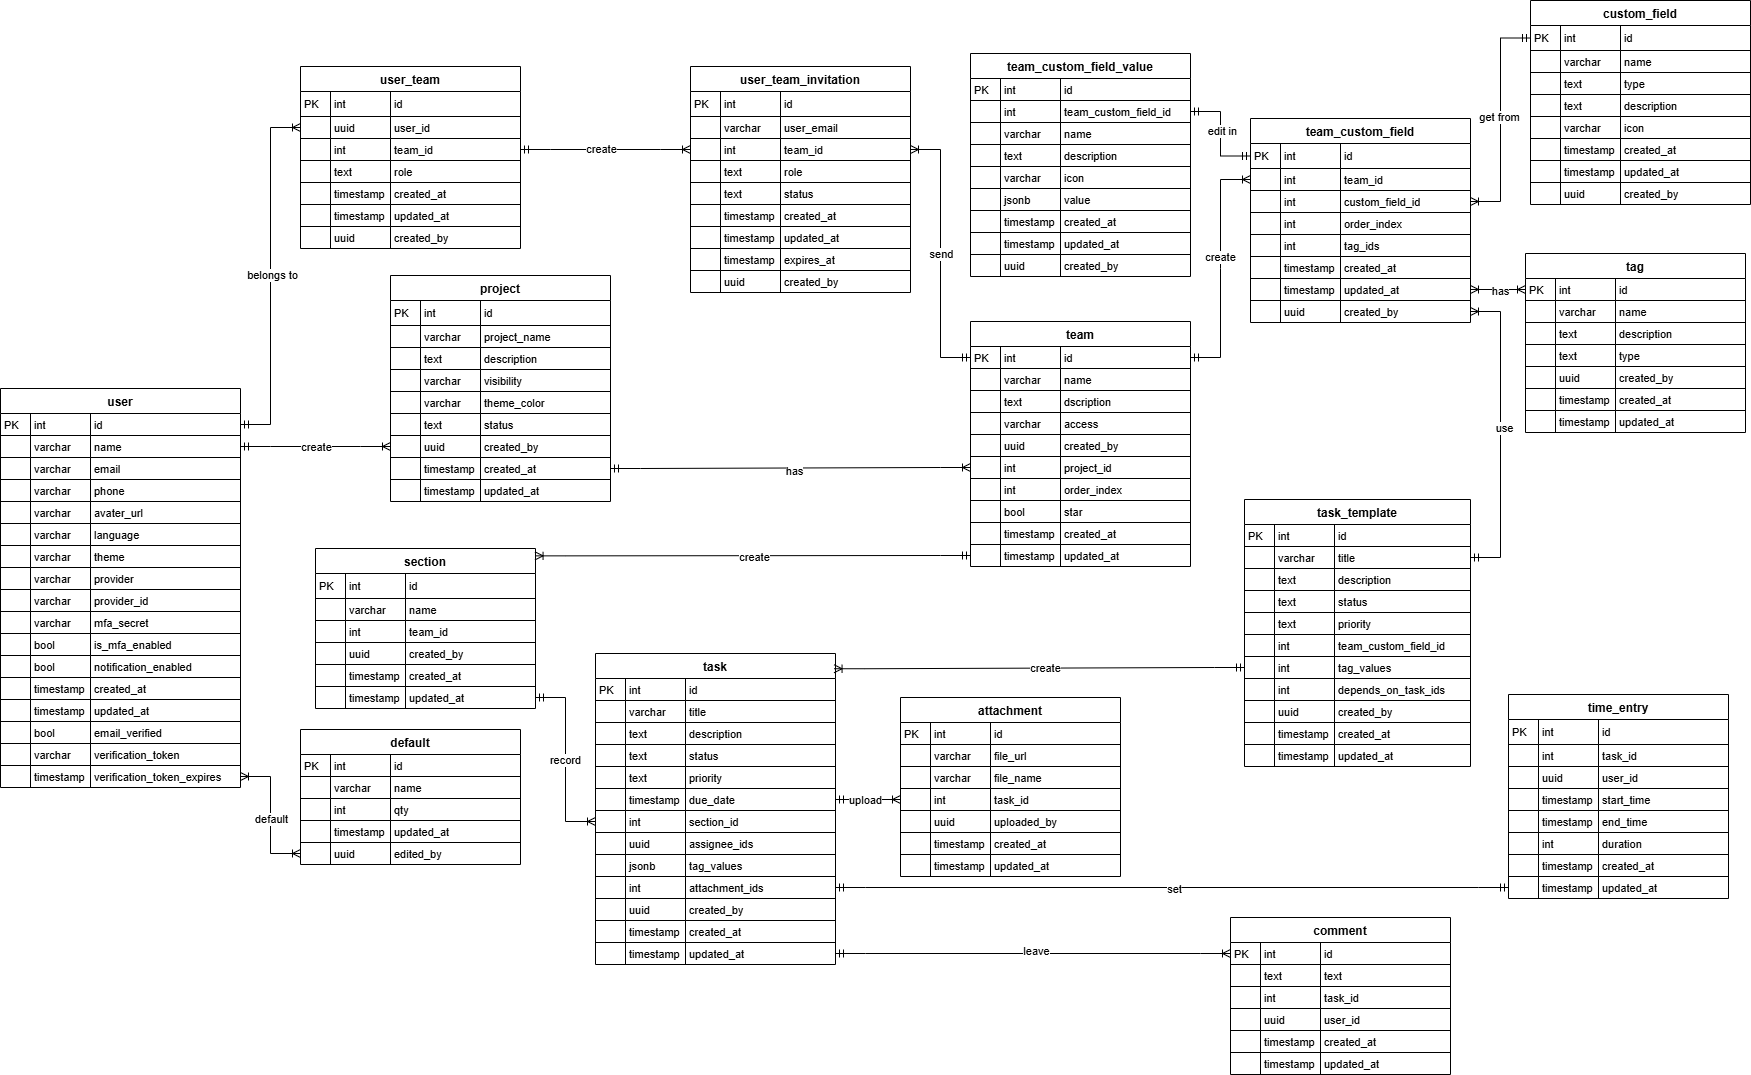 custom_field
PK int id
varchar name
text type
text description
varchar icon
timestamp created_at
timestamp updated_at
uuid created_by
get from
user_team
PK int id
uuid user_id
int team_id
text role
timestamp created_at
timestamp updated_at
uuid created_by
create
user_team_invitation
PK int id
varchar user_email
int team_id
text role
text status
timestamp created_at
timestamp updated_at
timestamp expires_at
uuid created_by
send
team_custom_field_value
PK int id
int team_custom_field_id
varchar name
text description
varchar icon
jsonb value
timestamp created_at
timestamp updated_at
uuid created_by
edit in
team_custom_field
PK int id
int team_id
int custom_field_id
int order_index
int tag_ids
timestamp created_at
timestamp updated_at
uuid created_by
create
has
tag
PK int id
varchar name
text description
text type
uuid created_by
timestamp created_at
timestamp updated_at
use
belongs to
project
PK int id
varchar project_name
text description
varchar visibility
varchar theme_color
text status
uuid created_by
timestamp created_at
timestamp updated_at
has
team
PK int id
varchar name
text dscription
varchar access
uuid created_by
int project_id
int order_index
bool star
timestamp created_at
timestamp updated_at
user
PK int id
varchar name
varchar email
varchar phone
varchar avater_url
varchar language
varchar theme
varchar provider
varchar provider_id
varchar mfa_secret
bool is_mfa_enabled
bool notification_enabled
timestamp created_at
timestamp updated_at
bool email_verified
varchar verification_token
timestamp verification_token_expires
create
section
PK int id
varchar name
int team_id
uuid created_by
timestamp created_at
timestamp updated_at
create
record
default
default
PK int id
varchar name
int qty
timestamp updated_at
uuid edited_by
task
PK int id
varchar title
text description
text status
text priority
timestamp due_date
int section_id
uuid assignee_ids
jsonb tag_values
int attachment_ids
uuid created_by
timestamp created_at
timestamp updated_at
create
upload
attachment
PK int id
varchar file_url
varchar file_name
int task_id
uuid uploaded_by
timestamp created_at
timestamp updated_at
task_template
PK int id
varchar title
text description
text status
text priority
int team_custom_field_id
int tag_values
int depends_on_task_ids
uuid created_by
timestamp created_at
timestamp updated_at
time_entry
PK int id
int task_id
uuid user_id
timestamp start_time
timestamp end_time
int duration
timestamp created_at
timestamp updated_at
set
leave
comment
PK int id
text text
int task_id
uuid user_id
timestamp created_at
timestamp updated_at